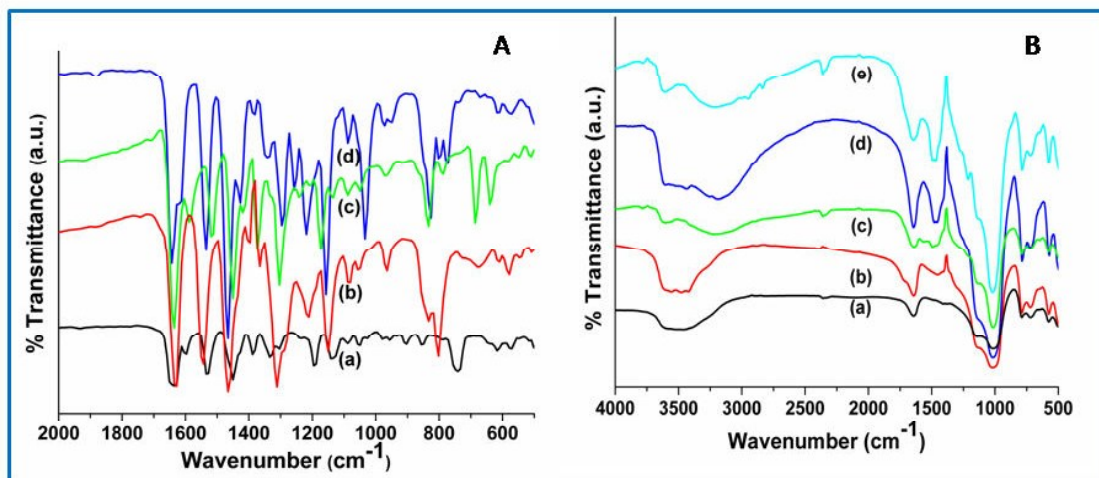 A
% Transmittance (a.u.)
(d)
(c)
(b)
(a)
2000 1800 1600 1400 1200 1000 800 600
Wavenumber (cm-1)
B
% Transmittance (a.u.)
(e)
(d)
(c)
(b)
(a)
4000 3500 3000 2500 2000 1500 1000 500
Wavenumber (cm-1)